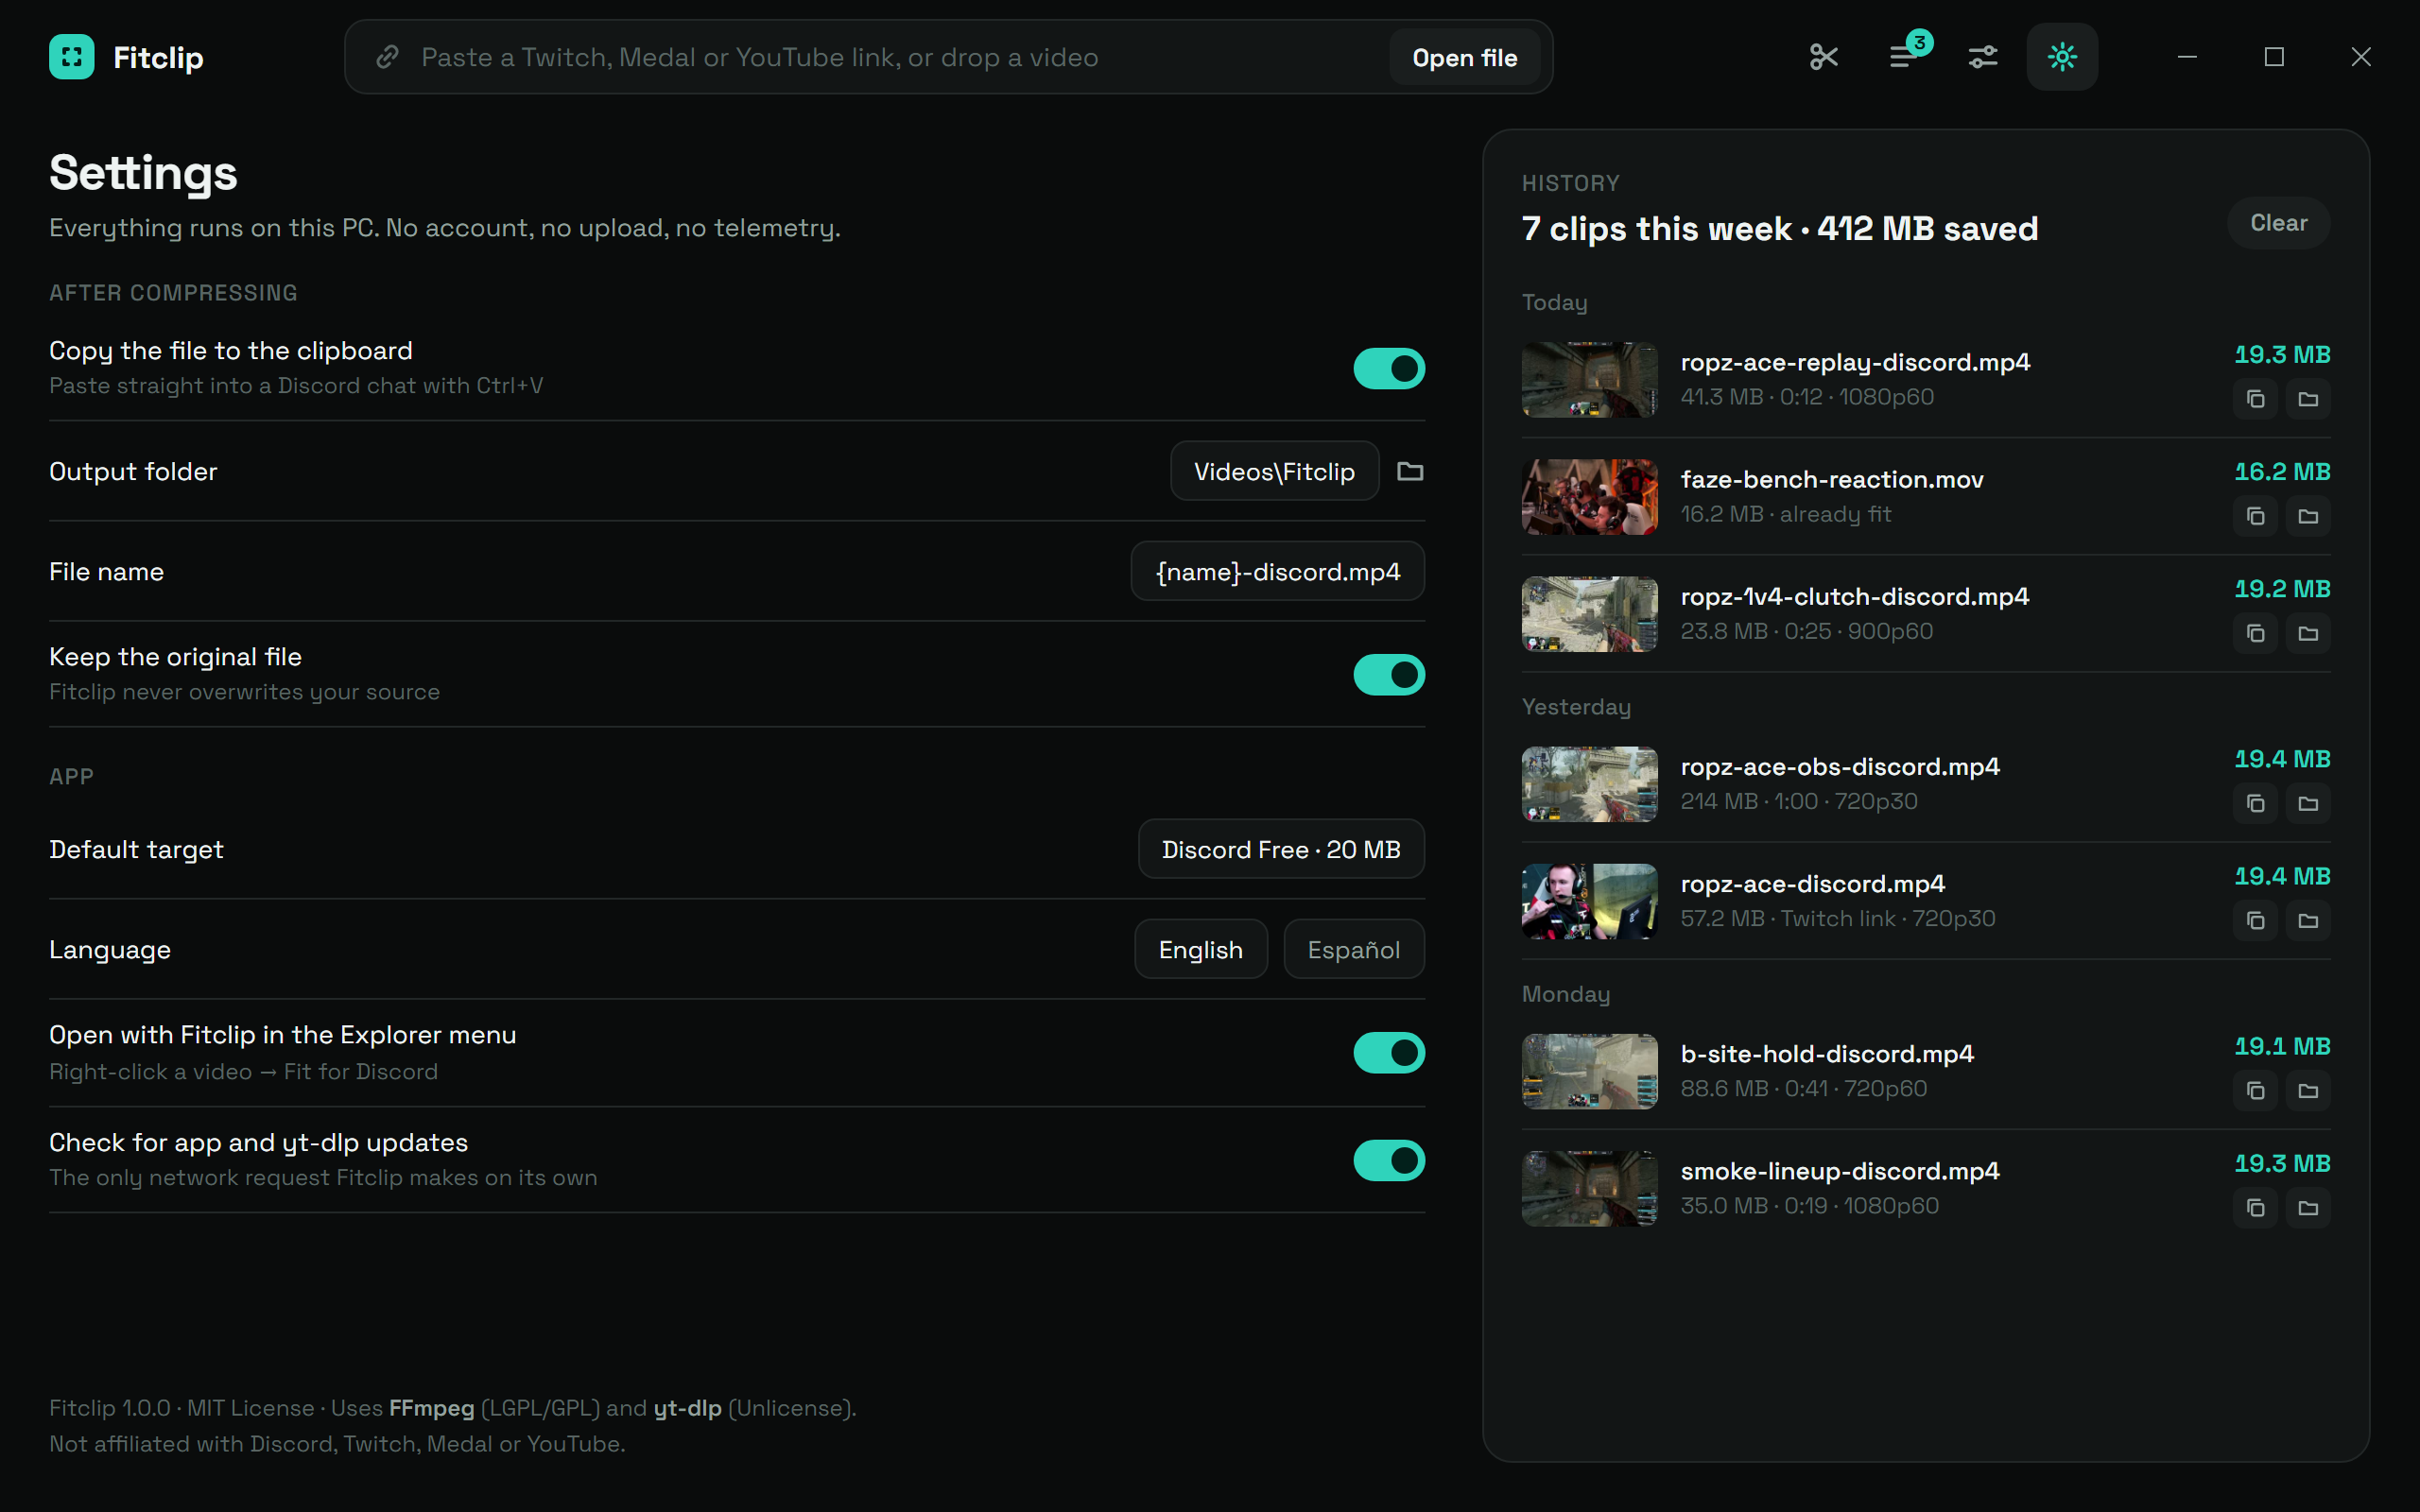 Fitclip
Paste a Twitch, Medal or YouTube link, or drop a video
Open file
3
Settings
Everything runs on this PC. No account, no upload, no telemetry.
AFTER COMPRESSING
Copy the file to the clipboard
Paste straight into a Discord chat with Ctrl+V
Output folder
Videos\Fitclip
File name
{name}-discord.mp4
Keep the original file
Fitclip never overwrites your source
APP
Default target
Discord Free · 20 MB
Language
English
Español
Open with Fitclip in the Explorer menu
Right-click a video → Fit for Discord
Check for app and yt-dlp updates
The only network request Fitclip makes on its own
Fitclip 1.0.0 · MIT License · Uses FFmpeg (LGPL/GPL) and yt-dlp (Unlicense).
Not affiliated with Discord, Twitch, Medal or YouTube.
HISTORY
7 clips this week · 412 MB saved
Clear
Today
ropz-ace-replay-discord.mp4
19.3 MB
41.3 MB · 0:12 · 1080p60
faze-bench-reaction.mov
16.2 MB
16.2 MB · already fit
ropz-1v4-clutch-discord.mp4
19.2 MB
23.8 MB · 0:25 · 900p60
Yesterday
ropz-ace-obs-discord.mp4
19.4 MB
214 MB · 1:00 · 720p30
ropz-ace-discord.mp4
19.4 MB
57.2 MB · Twitch link · 720p30
Monday
b-site-hold-discord.mp4
19.1 MB
88.6 MB · 0:41 · 720p60
smoke-lineup-discord.mp4
19.3 MB
35.0 MB · 0:19 · 1080p60